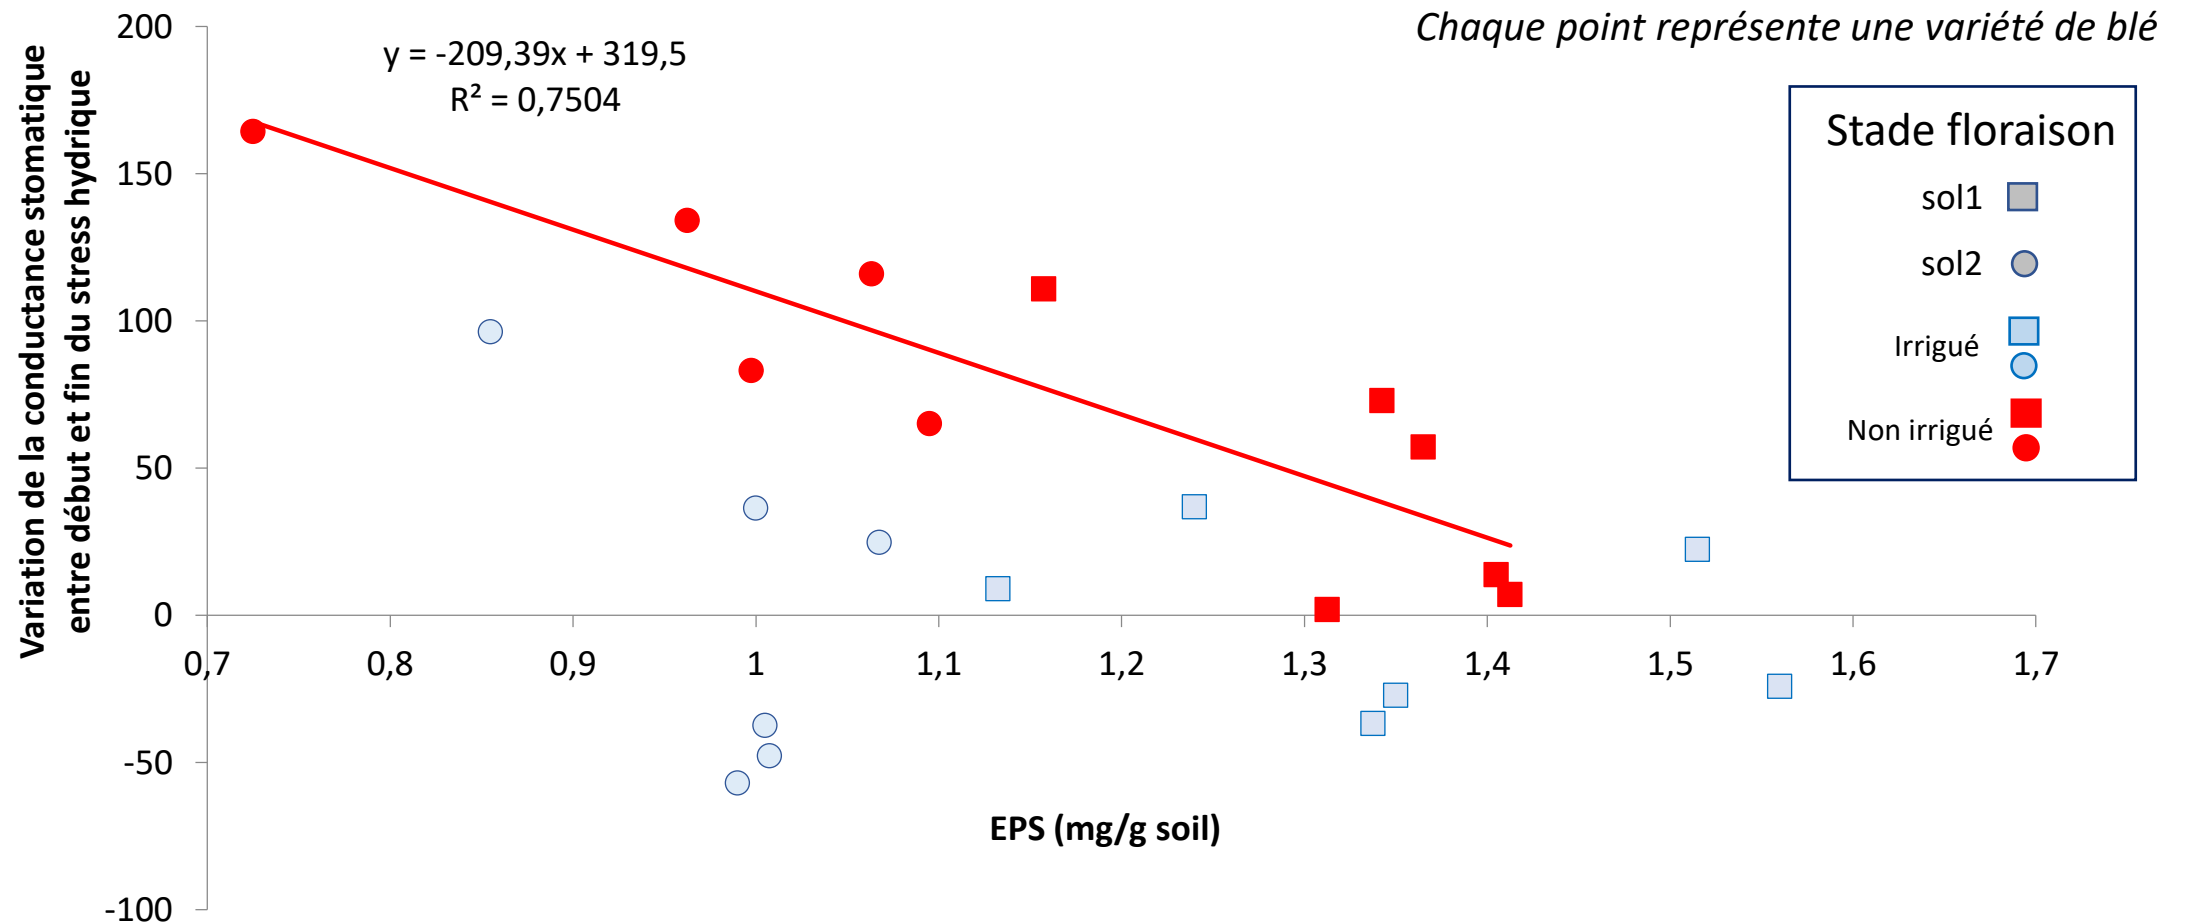 Chaque point représente une variété de blé
y = -209,39x + 319,5
R² = 0,7504
Variation de la conductance stomatique
entre début et fin du stress hydrique
200
150
100
50
0
-50
-100
0,7
0,8
0,9
1
1,1
1,2
1,3
1,4
1,5
1,6
1,7
EPS (mg/g soil)
Stade floraison
sol1
sol2
Irrigué
Non irrigué